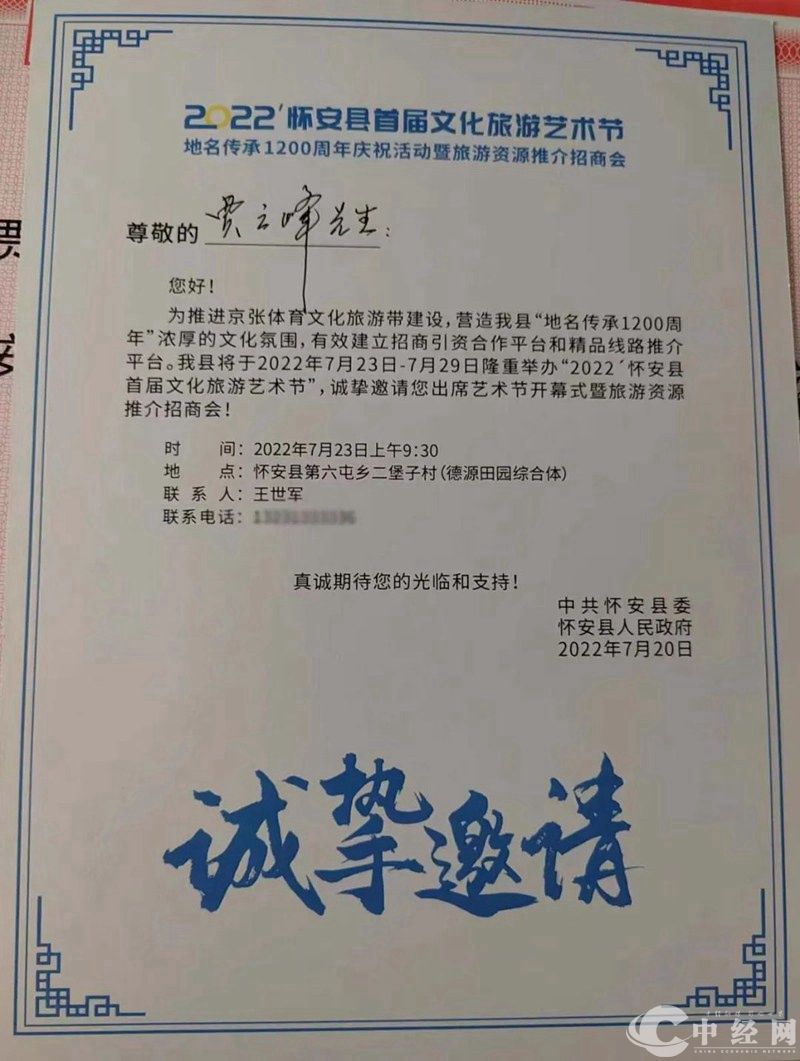 2022'怀安县首届文化旅游艺术节
地名传承1200周年庆祝活动暨旅游资源推介招商会
尊敬的 贾云峰先生：
您好！
为推进京张体育文化旅游带建设，营造我县“地名传承1200周
年”浓厚的文化氛围，有效建立招商引资合作平台和精品线路推介
平台。我县将于2022年7月23日-7月29日隆重举办“2022´怀安县
首届文化旅游艺术节”，诚挚邀请您出席艺术节开幕式暨旅游资源
推介招商会！
时 间：2022年7月23日上午9:30
地 点：怀安县第六屯乡二堡子村（德源田园综合体）
联 系 人：王世军
联系电话：
真诚期待您的光临和支持！
中共怀安县委
怀安县人民政府
2022年7月20日
诚挚邀请
中经网
CHINA ECONOMIC NETWORK